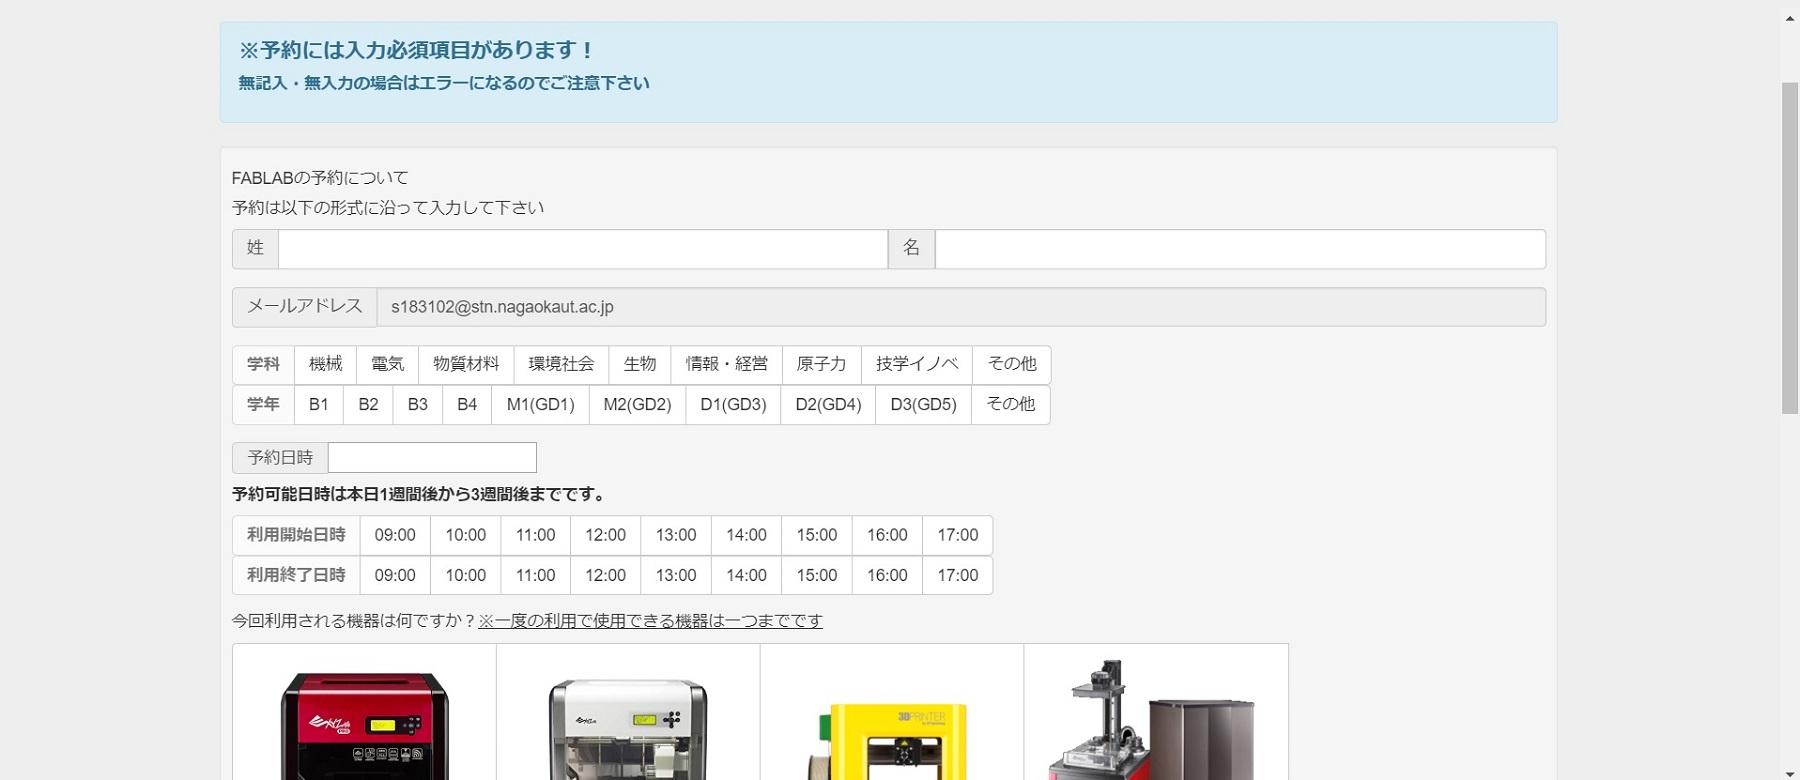 ※予約には入力必須項目があります！
無記入・無入力の場合はエラーになるのでご注意下さい
FABLABの予約について
予約は以下の形式に沿って入力して下さい
姓 名
メールアドレス s183102@stn.nagaokaut.ac.jp
学科 機械 電気 物質材料 環境社会 生物 情報・経営 原子力 技学イノベ その他
学年 B1 B2 B3 B4 M1(GD1) M2(GD2) D1(GD3) D2(GD4) D3(GD5) その他
予約日時
予約可能日時は本日1週間後から3週間後までです。
利用開始日時 09:00 10:00 11:00 12:00 13:00 14:00 15:00 16:00 17:00
利用終了日時 09:00 10:00 11:00 12:00 13:00 14:00 15:00 16:00 17:00
今回利用される機器は何ですか？※一度の利用で使用できる機器は一つまでです
3DPRINTER